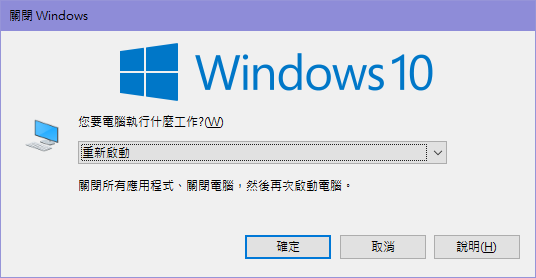 關閉 Windows
Windows 10
您要電腦執行什麼工作?(W)
重新啟動
關閉所有應用程式、關閉電腦，然後再次啟動電腦。
確定 取消 說明(H)